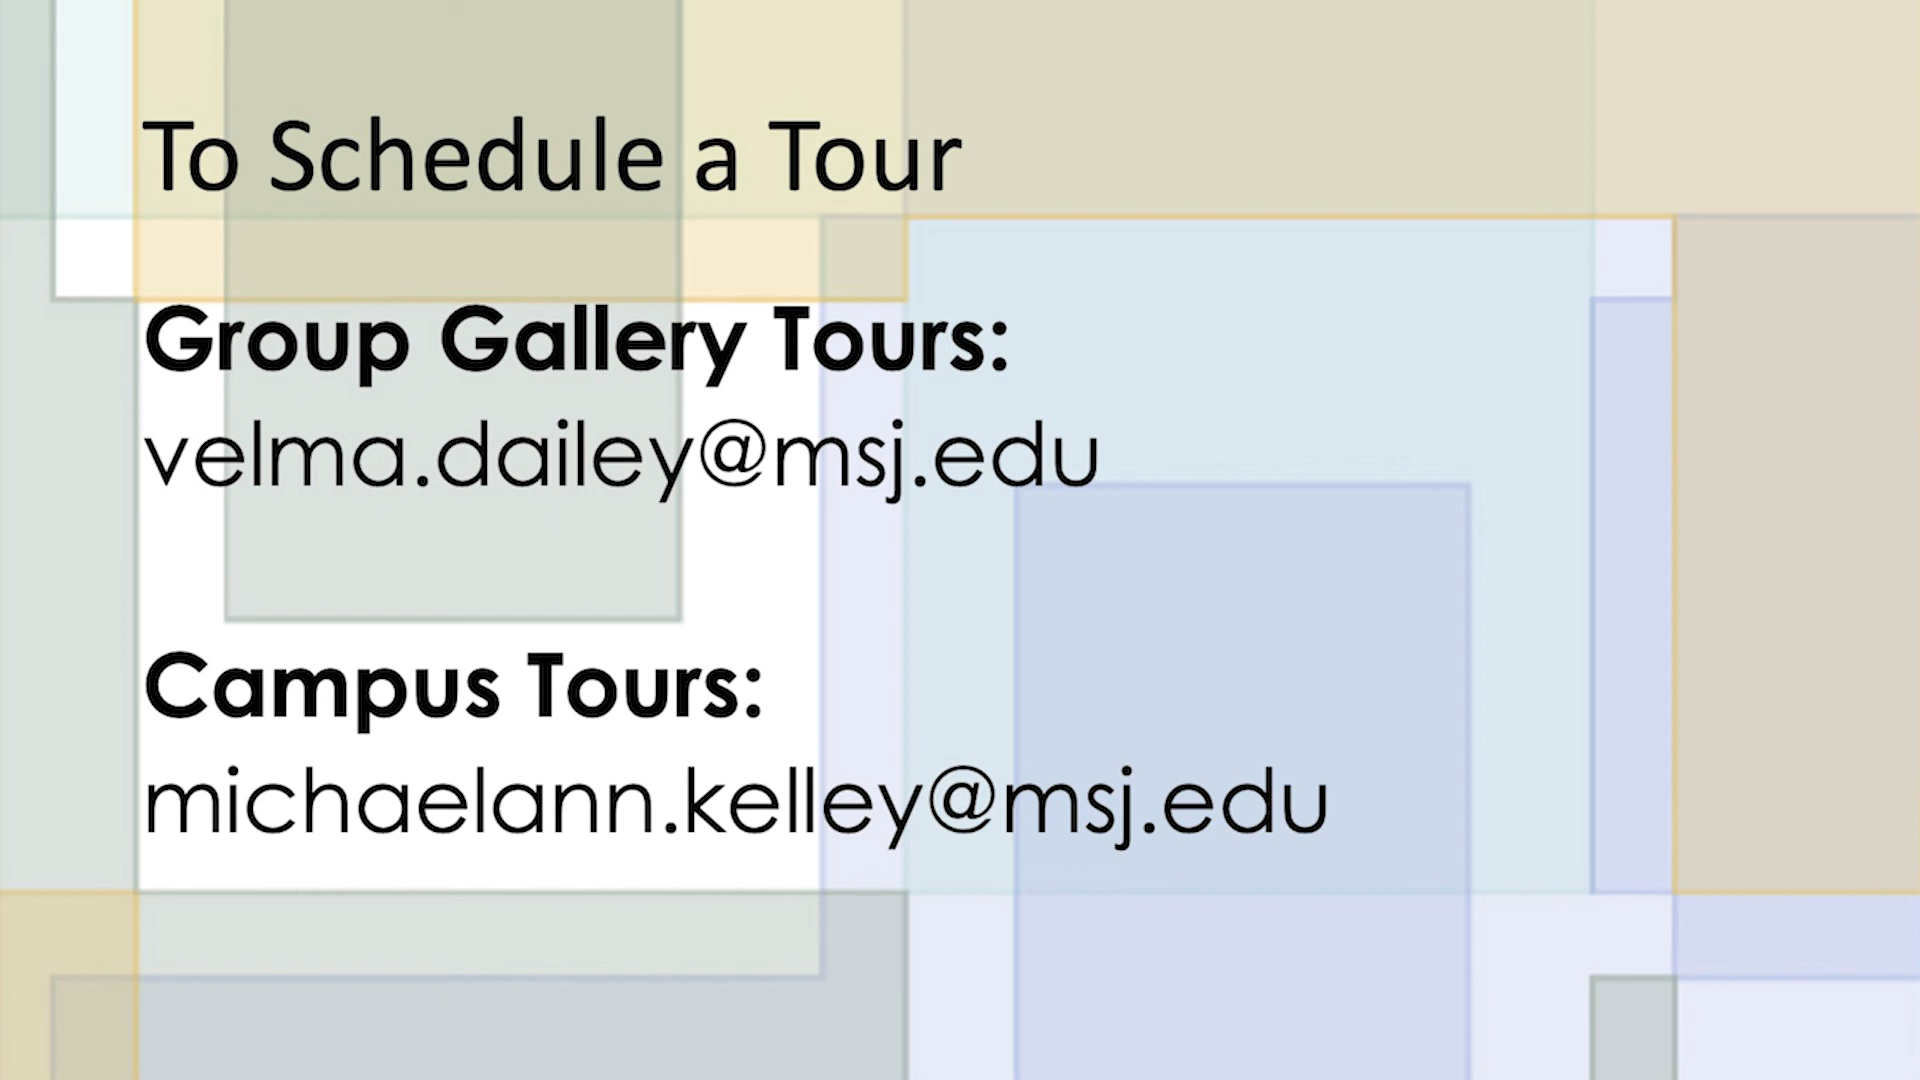 To Schedule a Tour
Group Gallery Tours:
velma.dailey@msj.edu
Campus Tours:
michaelann.kelley@msj.edu